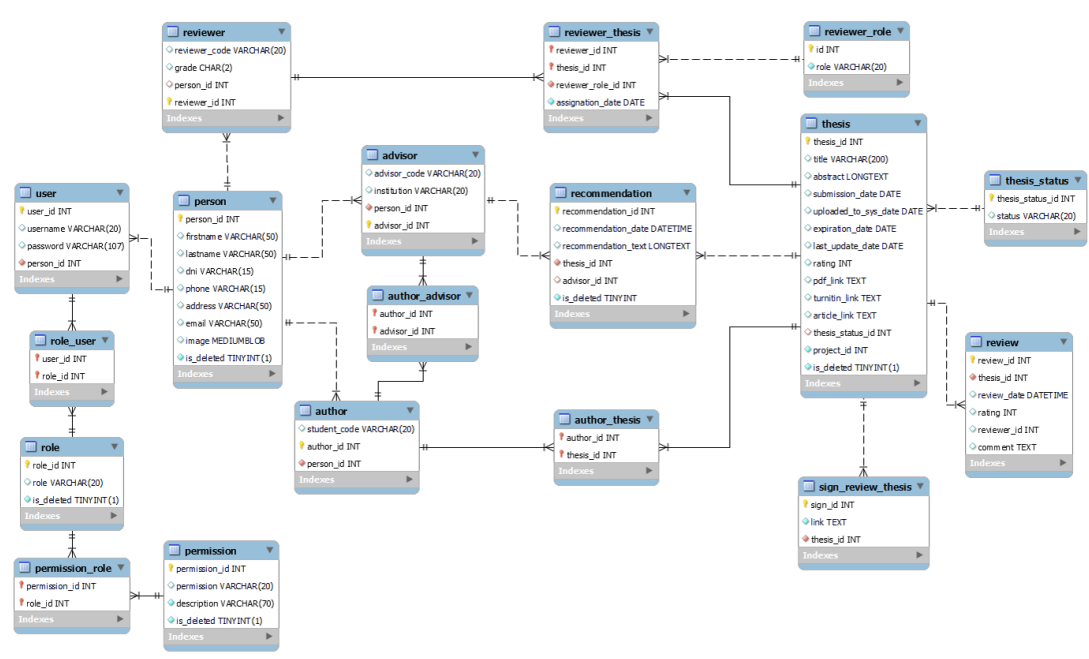 reviewer
reviewer_code VARCHAR(20)
grade CHAR(2)
person_id INT
reviewer_id INT
Indexes
reviewer_thesis
reviewer_id INT
thesis_id INT
reviewer_role_id INT
assignation_date DATE
Indexes
reviewer_role
id INT
role VARCHAR(20)
Indexes
thesis
thesis_id INT
title VARCHAR(200)
abstract LONGTEXT
submission_date DATE
uploaded_to_sys_date DATE
expiration_date DATE
last_update_date DATE
rating INT
pdf_link TEXT
turnitin_link TEXT
article_link TEXT
thesis_status_id INT
project_id INT
is_deleted TINYINT(1)
Indexes
thesis_status
thesis_status_id INT
status VARCHAR(20)
Indexes
advisor
advisor_code VARCHAR(20)
institution VARCHAR(20)
person_id INT
advisor_id INT
Indexes
user
user_id INT
username VARCHAR(20)
password VARCHAR(107)
person_id INT
Indexes
person
person_id INT
firstname VARCHAR(50)
lastname VARCHAR(50)
dni VARCHAR(15)
phone VARCHAR(15)
address VARCHAR(50)
email VARCHAR(50)
image MEDIUMBLOB
is_deleted TINYINT(1)
Indexes
recommendation
recommendation_id INT
recommendation_date DATETIME
recommendation_text LONGTEXT
thesis_id INT
advisor_id INT
is_deleted TINYINT
Indexes
author_advisor
author_id INT
advisor_id INT
Indexes
role_user
user_id INT
role_id INT
Indexes
review
review_id INT
thesis_id INT
review_date DATETIME
rating INT
reviewer_id INT
comment TEXT
Indexes
author
student_code VARCHAR(20)
author_id INT
person_id INT
Indexes
author_thesis
author_id INT
thesis_id INT
Indexes
role
role_id INT
role VARCHAR(20)
is_deleted TINYINT(1)
Indexes
sign_review_thesis
sign_id INT
link TEXT
thesis_id INT
Indexes
permission_role
permission_id INT
role_id INT
Indexes
permission
permission_id INT
permission VARCHAR(20)
description VARCHAR(70)
is_deleted TINYINT(1)
Indexes